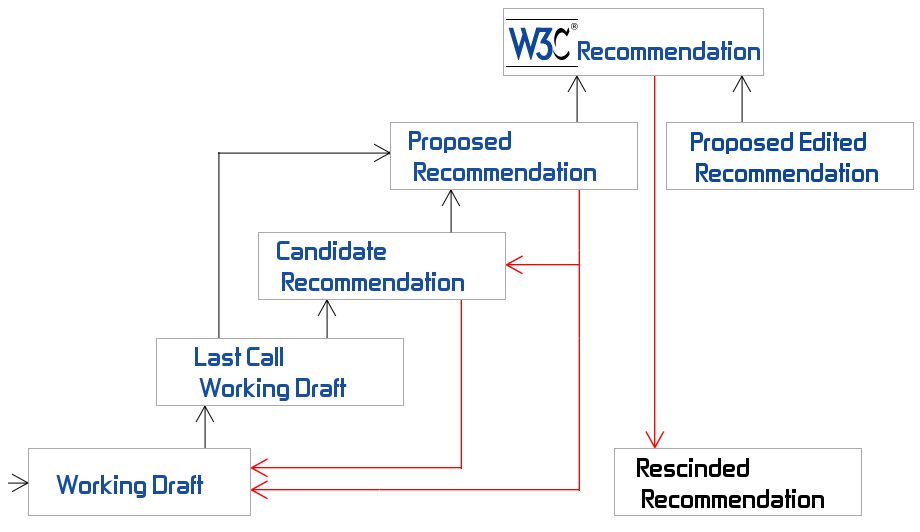 W3C® Recommendation
Proposed
Recommendation
Proposed Edited
Recommendation
Candidate
Recommendation
Last Call
Working Draft
Working Draft
Rescinded
Recommendation